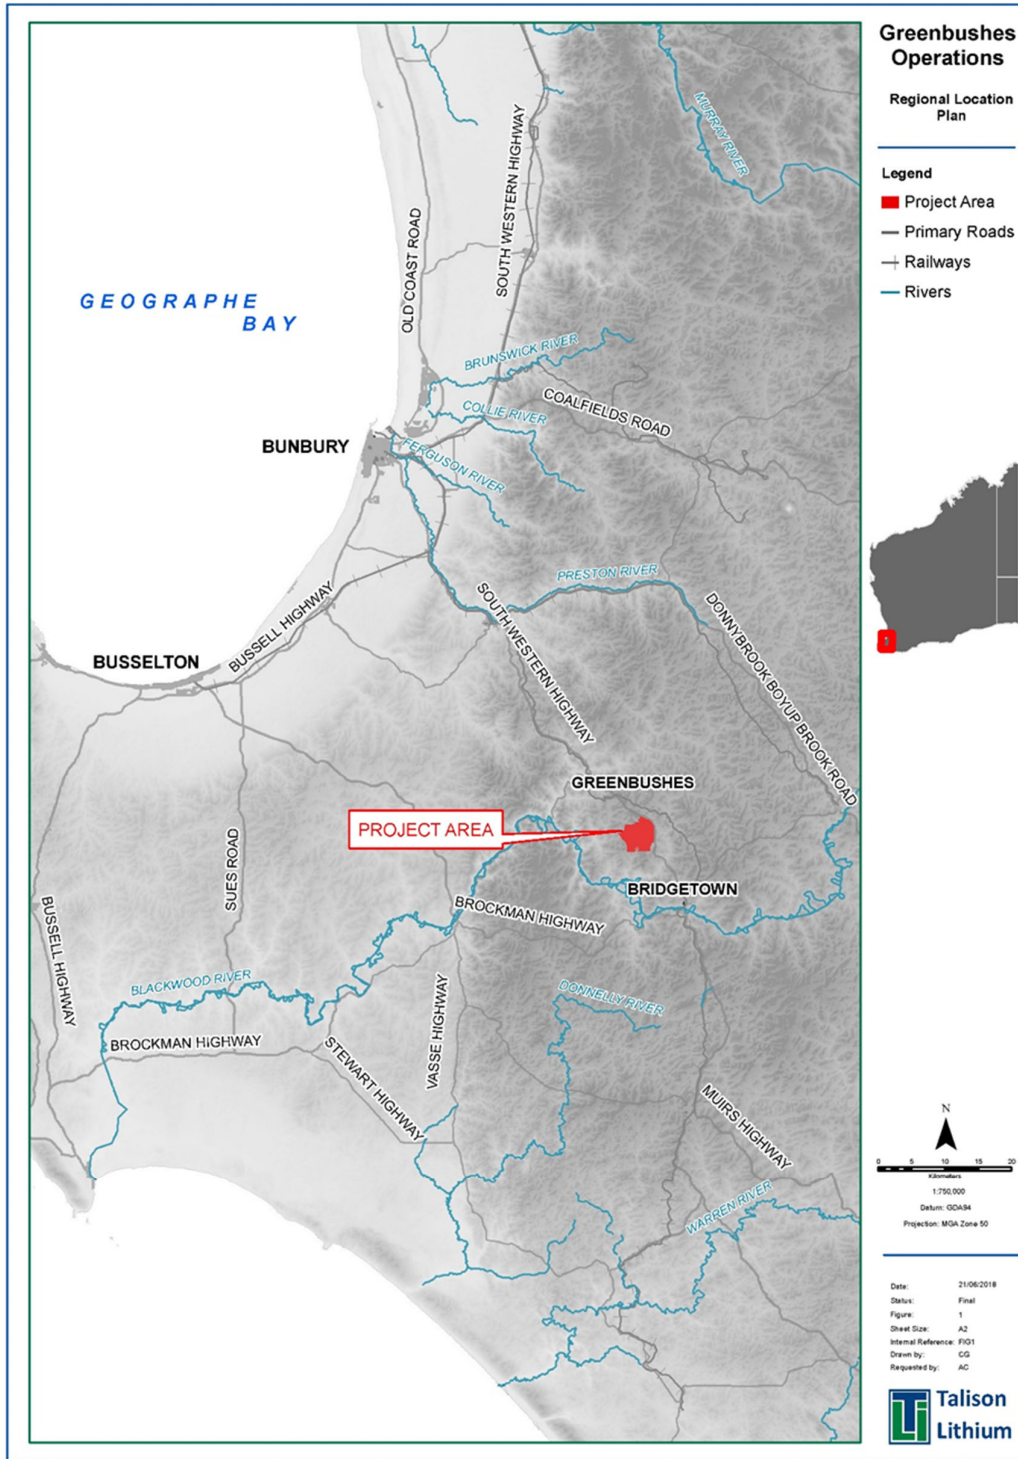 Greenbushes
Operations
Regional Location
Plan
Legend
Project Area
Primary Roads
Railways
Rivers
MURRAY RIVER
SOUTH WESTERN HIGHWAY
OLD COAST ROAD
GEOGRAPHE
BAY
BRUNSWICK RIVER
COALFIELDS ROAD
COLLIE RIVER
BUNBURY
FERGUSON RIVER
PRESTON RIVER
SOUTH WESTERN HIGHWAY
DONNYBROOK BOYUP BROOK ROAD
BUSSELL HIGHWAY
BUSSELTON
GREENBUSHES
PROJECT AREA
SUES ROAD
BRIDGETOWN
BROCKMAN HIGHWAY
BUSSELL HIGHWAY
BLACKWOOD RIVER
DONNELLY RIVER
BROCKMAN HIGHWAY
VASSE HIGHWAY
STEWART HIGHWAY
MUIRS HIGHWAY
WARREN RIVER
N
0 5 10 15 20
Kilometers
1:750,000
Datum: GDA94
Projection: MGA Zone 50
Date: 21/06/2018
Status: Final
Figure: 1
Sheet Size: A2
Internal Reference: FIG1
Drawn by: CG
Requested by: AC
TLi
Talison
Lithium